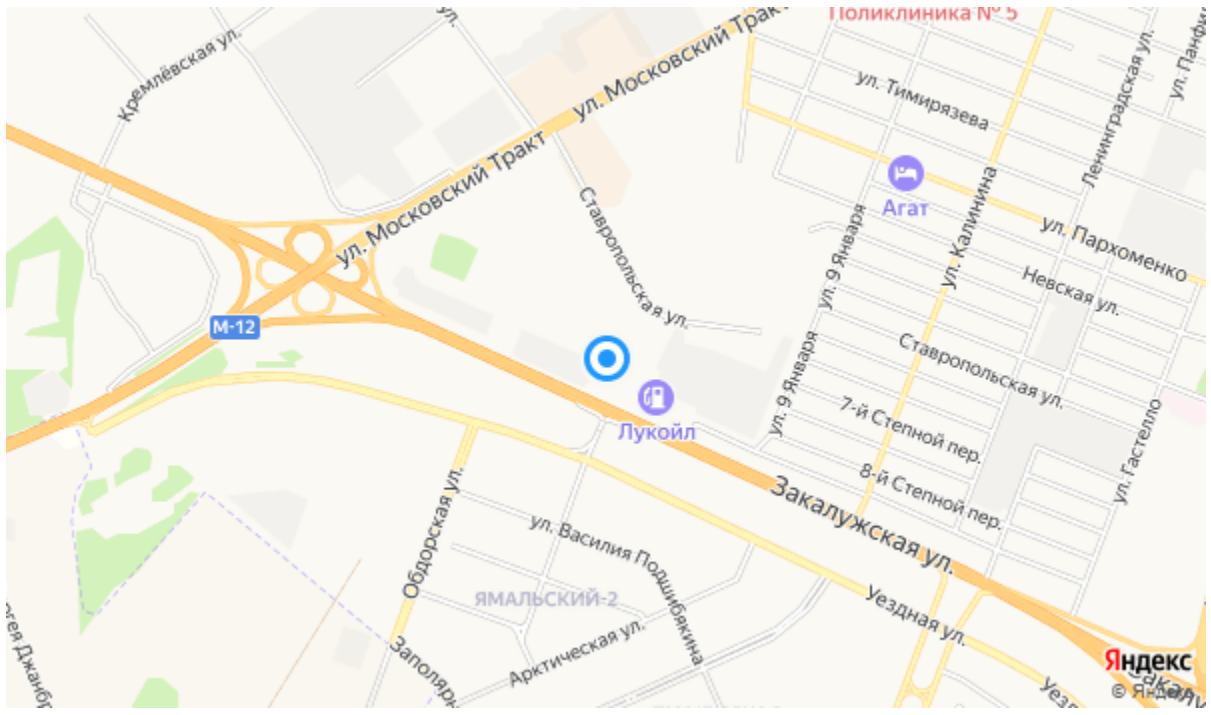 Поликлиника № 5
ул.
Кремлёвская ул.
ул. Московский Тракт
ул. Тимирязева
Ленинградская ул.
ул. Московский Тракт
Агат
ул. Калинина
ул. Пархоменко
Ставропольская ул.
ул. 9 Января
Невская ул.
М-12
ул. 9 Января
Ставропольская ул.
7-й Степной пер.
Лукойл
8-й Степной пер.
ул. Гастелло
Закалужская ул.
Обдорская ул.
ул. Василия Подшибякина
ЯМАЛЬСКИЙ-2
Уездная ул.
Арктическая ул.
Яндекс
© Яндекс